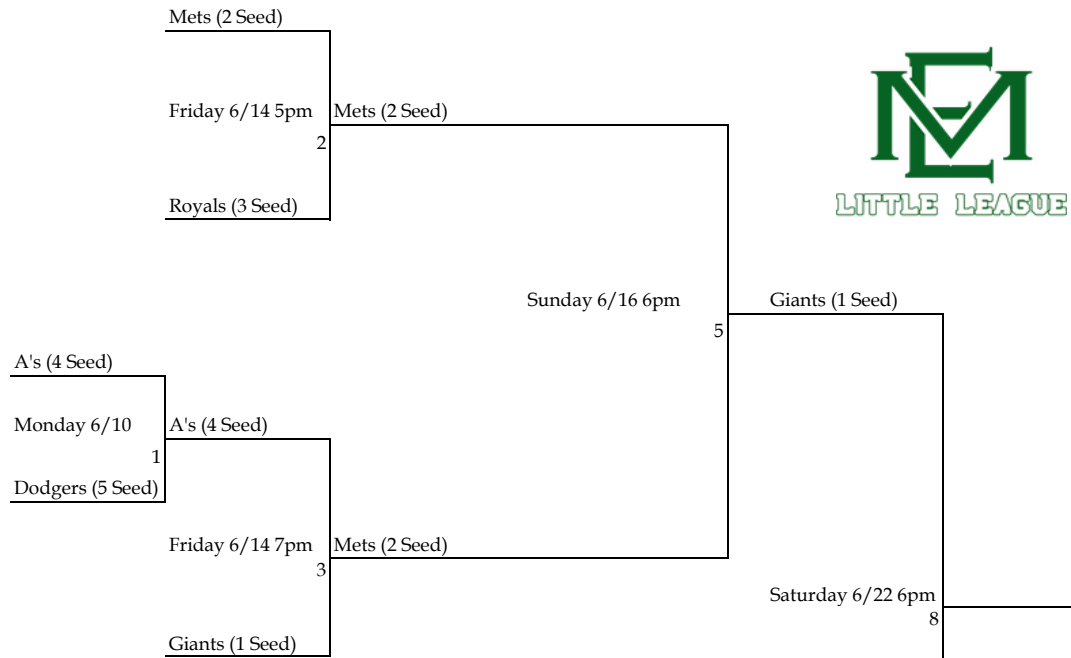 Mets (2 Seed)
Friday 6/14 5pm
Mets (2 Seed)
2
Royals (3 Seed)
ME
LITTLE LEAGUE
Sunday 6/16 6pm
Giants (1 Seed)
5
A's (4 Seed)
Monday 6/10
A's (4 Seed)
1
Dodgers (5 Seed)
Friday 6/14 7pm
Mets (2 Seed)
3
Saturday 6/22 6pm
8
Giants (1 Seed)